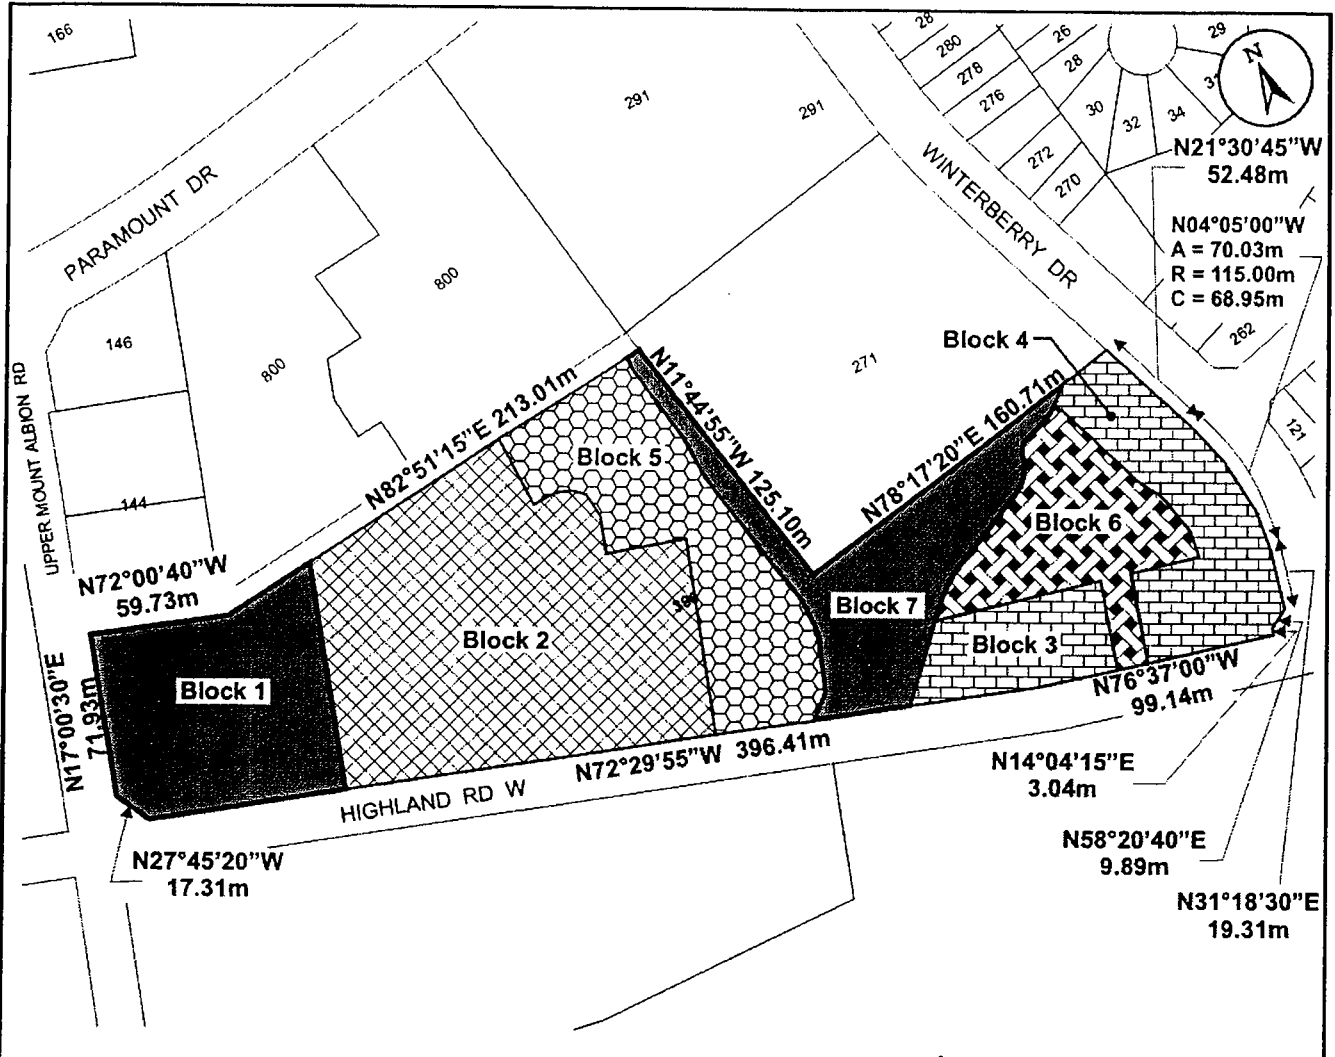 166
28
280
278
276
272
270
26
28
30
32
34
29
31
N
N21°30'45"W
52.48m
N04°05'00"W
A = 70.03m
R = 115.00m
C = 68.95m
262
121
291
291
WINTERBERRY DR
PARAMOUNT DR
800
800
146
144
271
UPPER MOUNT ALBION RD
Block 4
N82°51'15"E 213.01m
N11°44'55"W 125.10m
N78°17'20"E 160.71m
Block 5
Block 6
N72°00'40"W
59.73m
Block 7
Block 2
Block 3
Block 1
N17°00'30"E
71.93m
N76°37'00"W
99.14m
N72°29'55"W 396.41m
HIGHLAND RD W
N14°04'15"E
3.04m
N58°20'40"E
9.89m
N27°45'20"W
17.31m
N31°18'30"E
19.31m